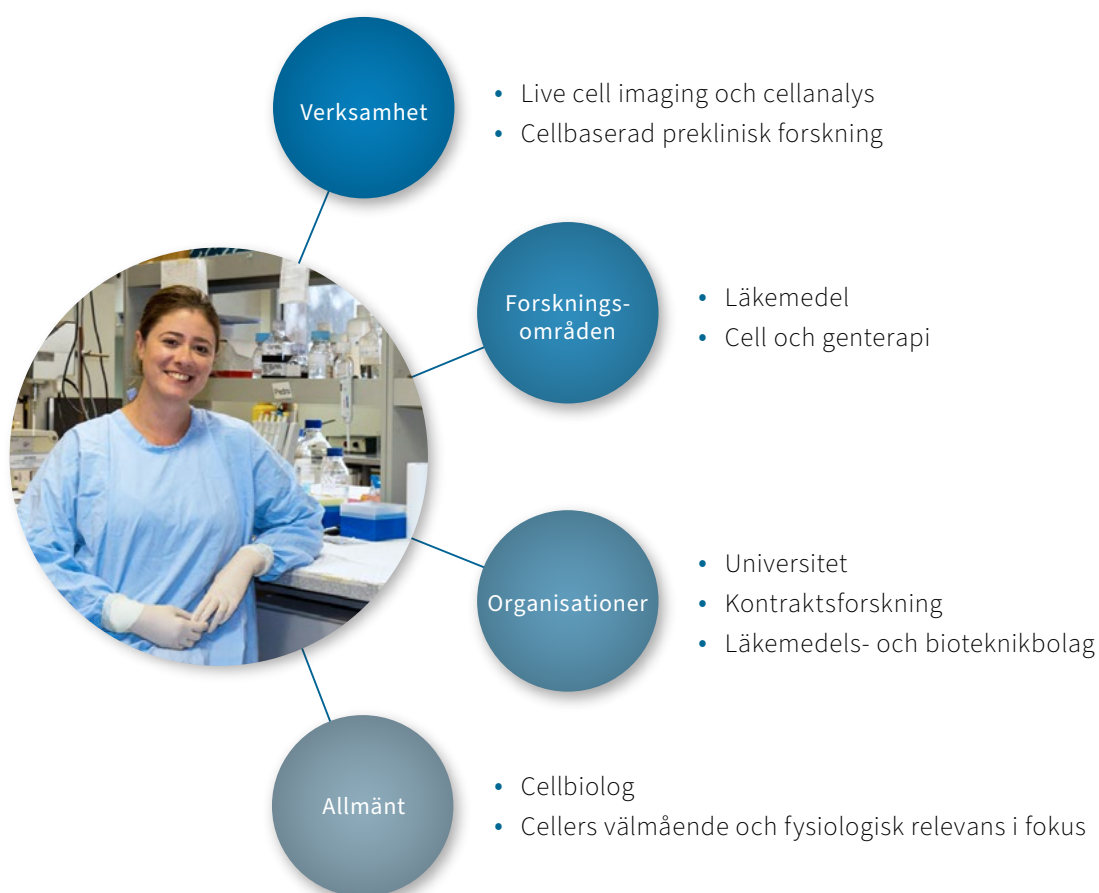 Verksamhet
• Live cell imaging och cellanalys
• Cellbaserad preklinisk forskning
Forsknings-
områden
• Läkemedel
• Cell och genterapi
Organisationer
• Universitet
• Kontraktsforskning
• Läkemedels- och bioteknikbolag
Allmänt
• Cellbiolog
• Cellers välmående och fysiologisk relevans i fokus